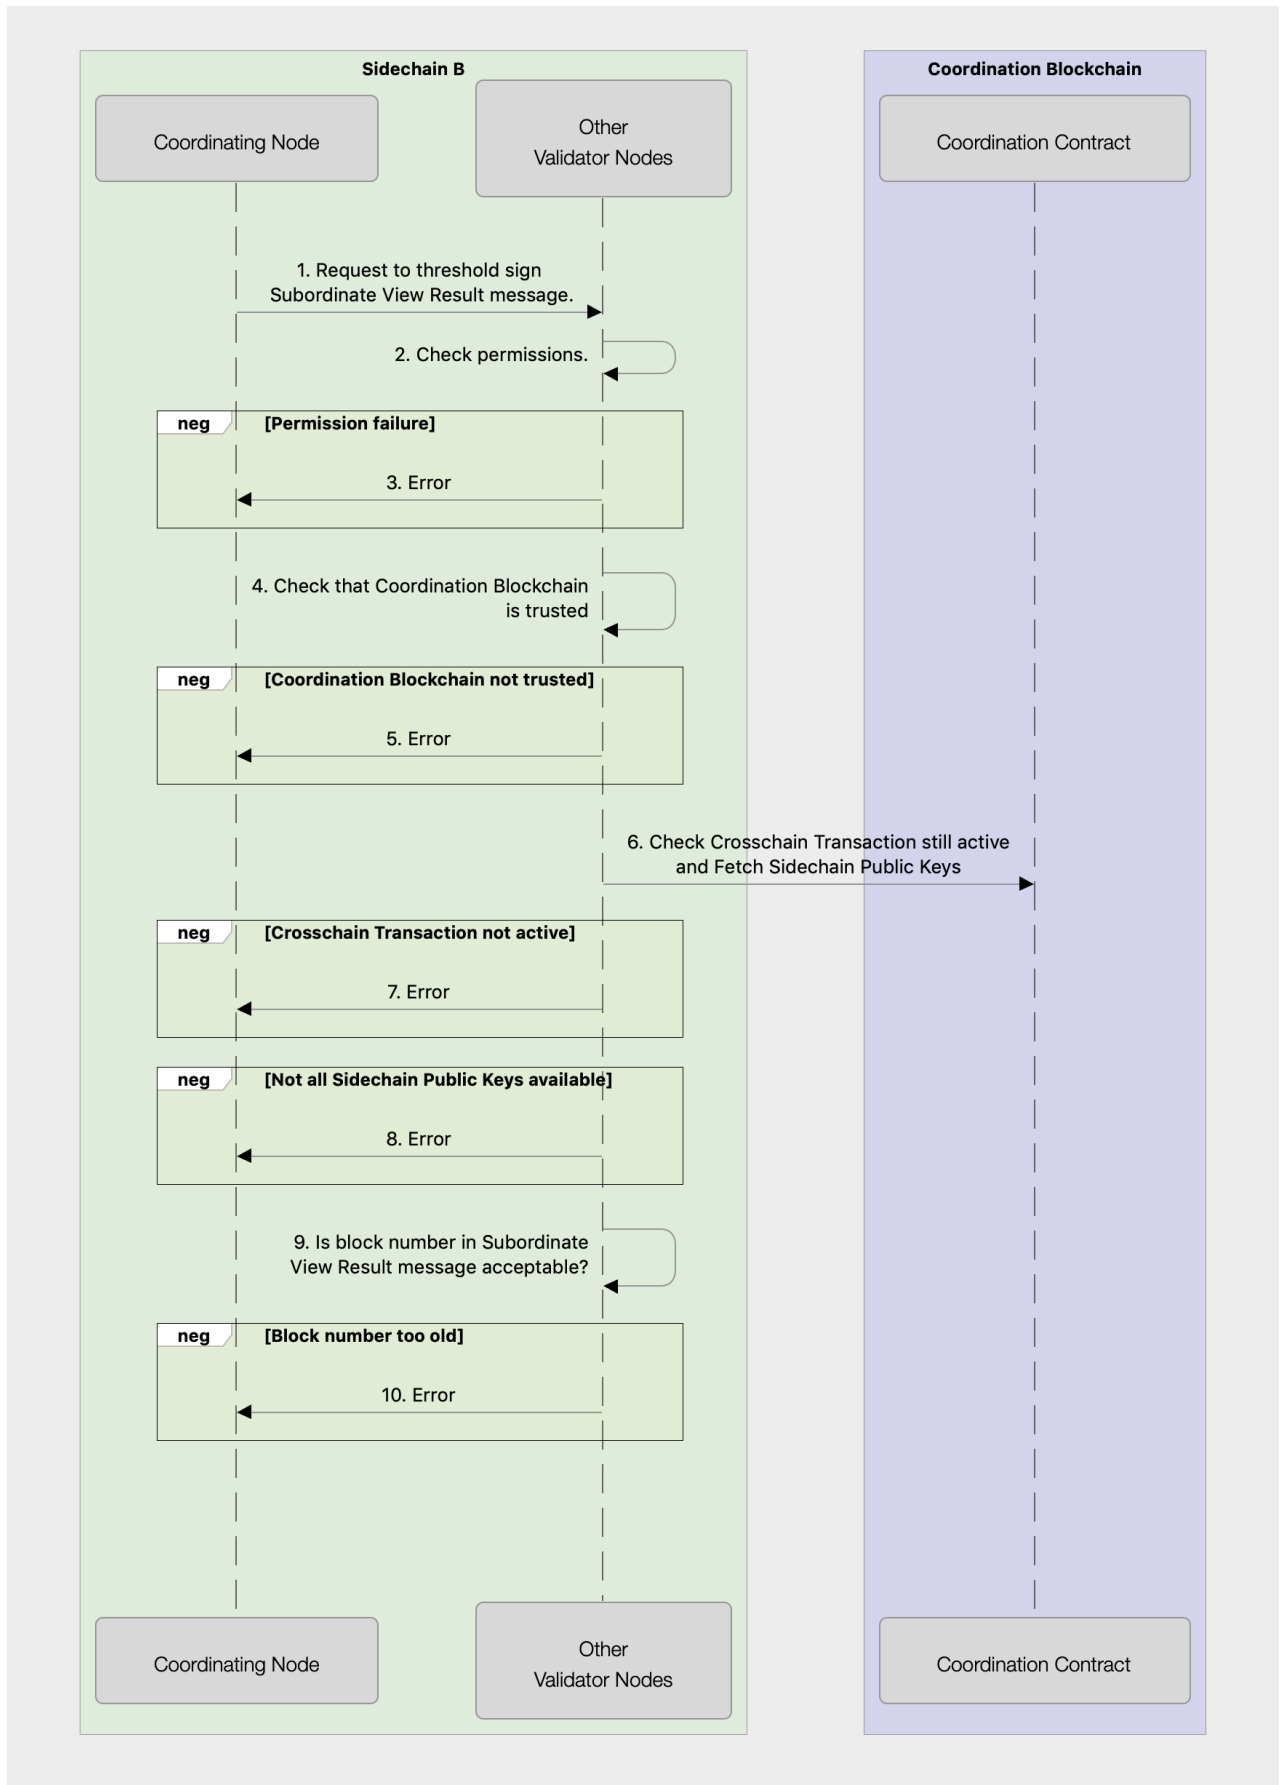 Sidechain B
Coordination Blockchain
Coordinating Node
Other
Validator Nodes
Coordination Contract
1. Request to threshold sign
Subordinate View Result message.
2. Check permissions.
neg
[Permission failure]
3. Error
4. Check that Coordination Blockchain
is trusted
neg
[Coordination Blockchain not trusted]
5. Error
6. Check Crosschain Transaction still active
and Fetch Sidechain Public Keys
neg
[Crosschain Transaction not active]
7. Error
neg
[Not all Sidechain Public Keys available]
8. Error
9. Is block number in Subordinate
View Result message acceptable?
neg
[Block number too old]
10. Error
Coordinating Node
Other
Validator Nodes
Coordination Contract